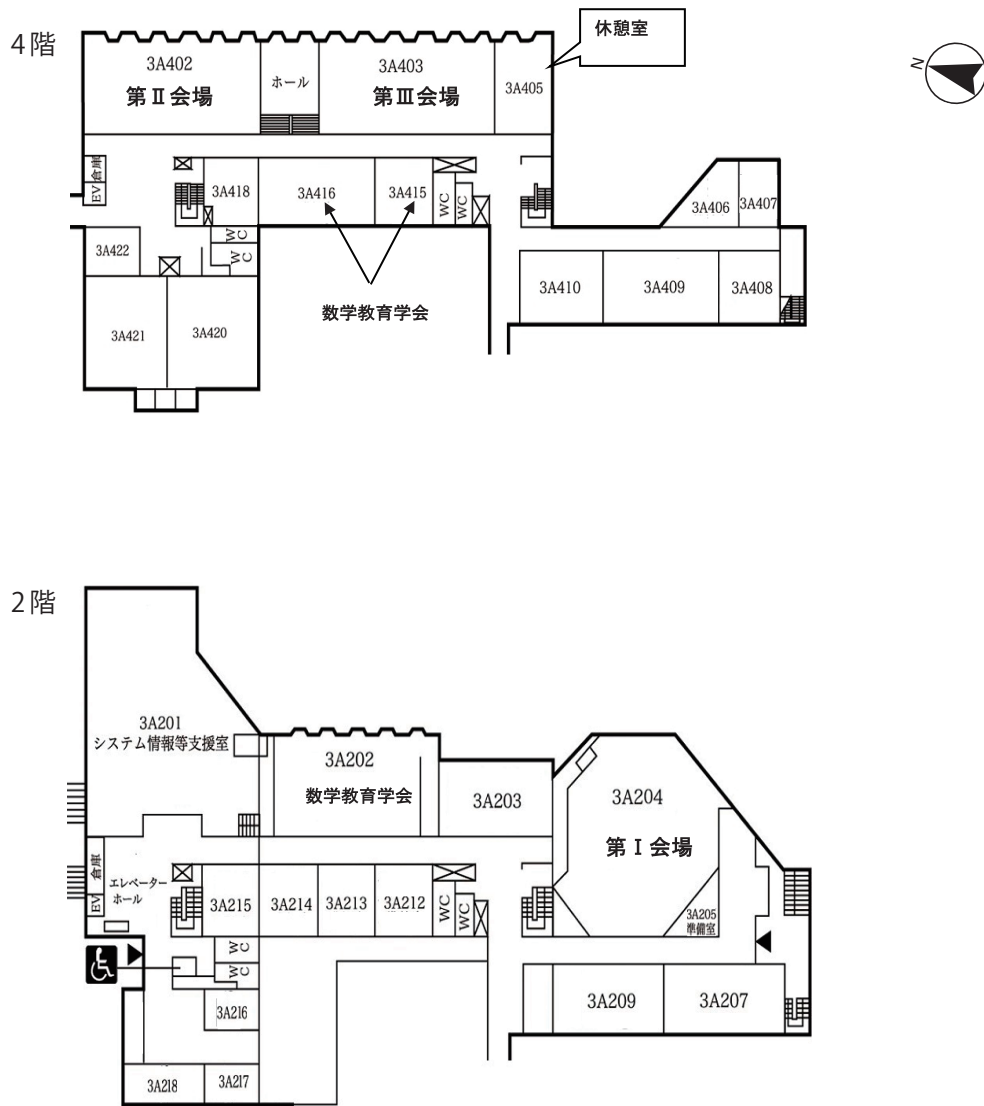 4階
休憩室
N
3A402
第Ⅱ会場
ホール
3A403
第Ⅲ会場
3A405
倉庫
EV
3A418
3A416
3A415
WC
WC
3A406
3A407
WC
WC
3A422
3A421
3A420
数学教育学会
3A410
3A409
3A408
2階
3A201
システム情報等支援室
3A202
数学教育学会
3A203
3A204
第Ⅰ会場
倉庫
EV
エレベーター
ホール
3A215
3A214
3A213
3A212
WC
WC
3A205
準備室
WC
WC
3A216
3A209
3A207
3A218
3A217